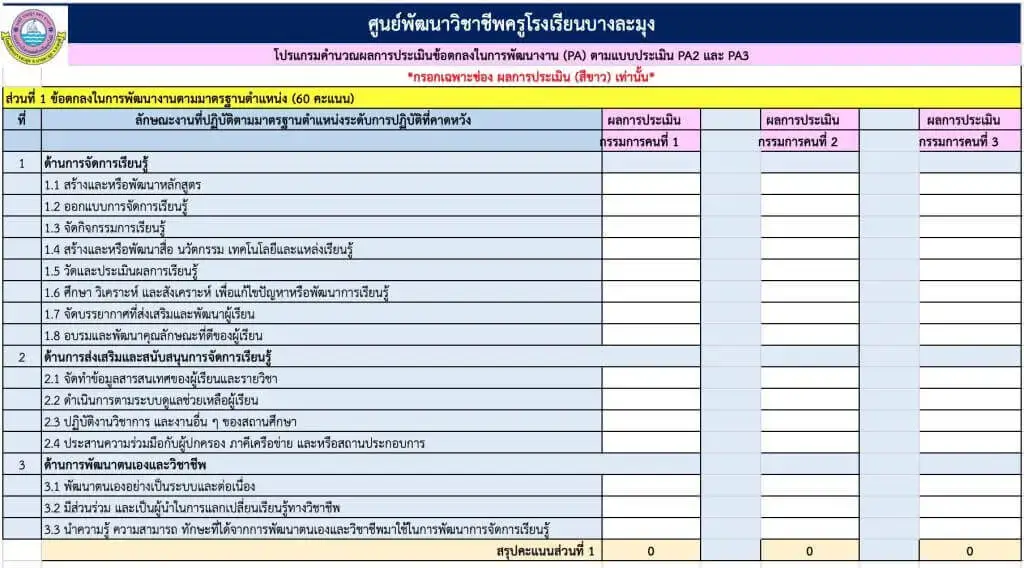 ศูนย์พัฒนาวิชาชีพครูโรงเรียนบางละมุง
โปรแกรมคำนวณผลการประเมินข้อตกลงในการพัฒนางาน (PA) ตามแบบประเมิน PA2 และ PA3
*กรอกเฉพาะช่อง ผลการประเมิน (สีขาว) เท่านั้น*
ส่วนที่ 1 ข้อตกลงในการพัฒนางานตามมาตรฐานตำแหน่ง (60 คะแนน)
ที่ ลักษณะงานที่ปฏิบัติตามมาตรฐานตำแหน่งระดับการปฏิบัติที่คาดหวัง ผลการประเมิน ผลการประเมิน ผลการประเมิน
กรรมการคนที่ 1 กรรมการคนที่ 2 กรรมการคนที่ 3
1 ด้านการจัดการเรียนรู้
1.1 สร้างและหรือพัฒนาหลักสูตร
1.2 ออกแบบการจัดการเรียนรู้
1.3 จัดกิจกรรมการเรียนรู้
1.4 สร้างและหรือพัฒนาสื่อ นวัตกรรม เทคโนโลยีและแหล่งเรียนรู้
1.5 วัดและประเมินผลการเรียนรู้
1.6 ศึกษา วิเคราะห์ และสังเคราะห์ เพื่อแก้ไขปัญหาหรือพัฒนาการเรียนรู้
1.7 จัดบรรยากาศที่ส่งเสริมและพัฒนาผู้เรียน
1.8 อบรมและพัฒนาคุณลักษณะที่ดีของผู้เรียน
2 ด้านการส่งเสริมและสนับสนุนการจัดการเรียนรู้
2.1 จัดทำข้อมูลสารสนเทศของผู้เรียนและรายวิชา
2.2 ดำเนินการตามระบบดูแลช่วยเหลือผู้เรียน
2.3 ปฏิบัติงานวิชาการ และงานอื่น ๆ ของสถานศึกษา
2.4 ประสานความร่วมมือกับผู้ปกครอง ภาคีเครือข่าย และหรือสถานประกอบการ
3 ด้านการพัฒนาตนเองและวิชาชีพ
3.1 พัฒนาตนเองอย่างเป็นระบบและต่อเนื่อง
3.2 มีส่วนร่วม และเป็นผู้นำในการแลกเปลี่ยนเรียนรู้ทางวิชาชีพ
3.3 นำความรู้ ความสามารถ ทักษะที่ได้จากการพัฒนาตนเองและวิชาชีพมาใช้ในการพัฒนาการจัดการเรียนรู้
สรุปคะแนนส่วนที่ 1 0 0 0